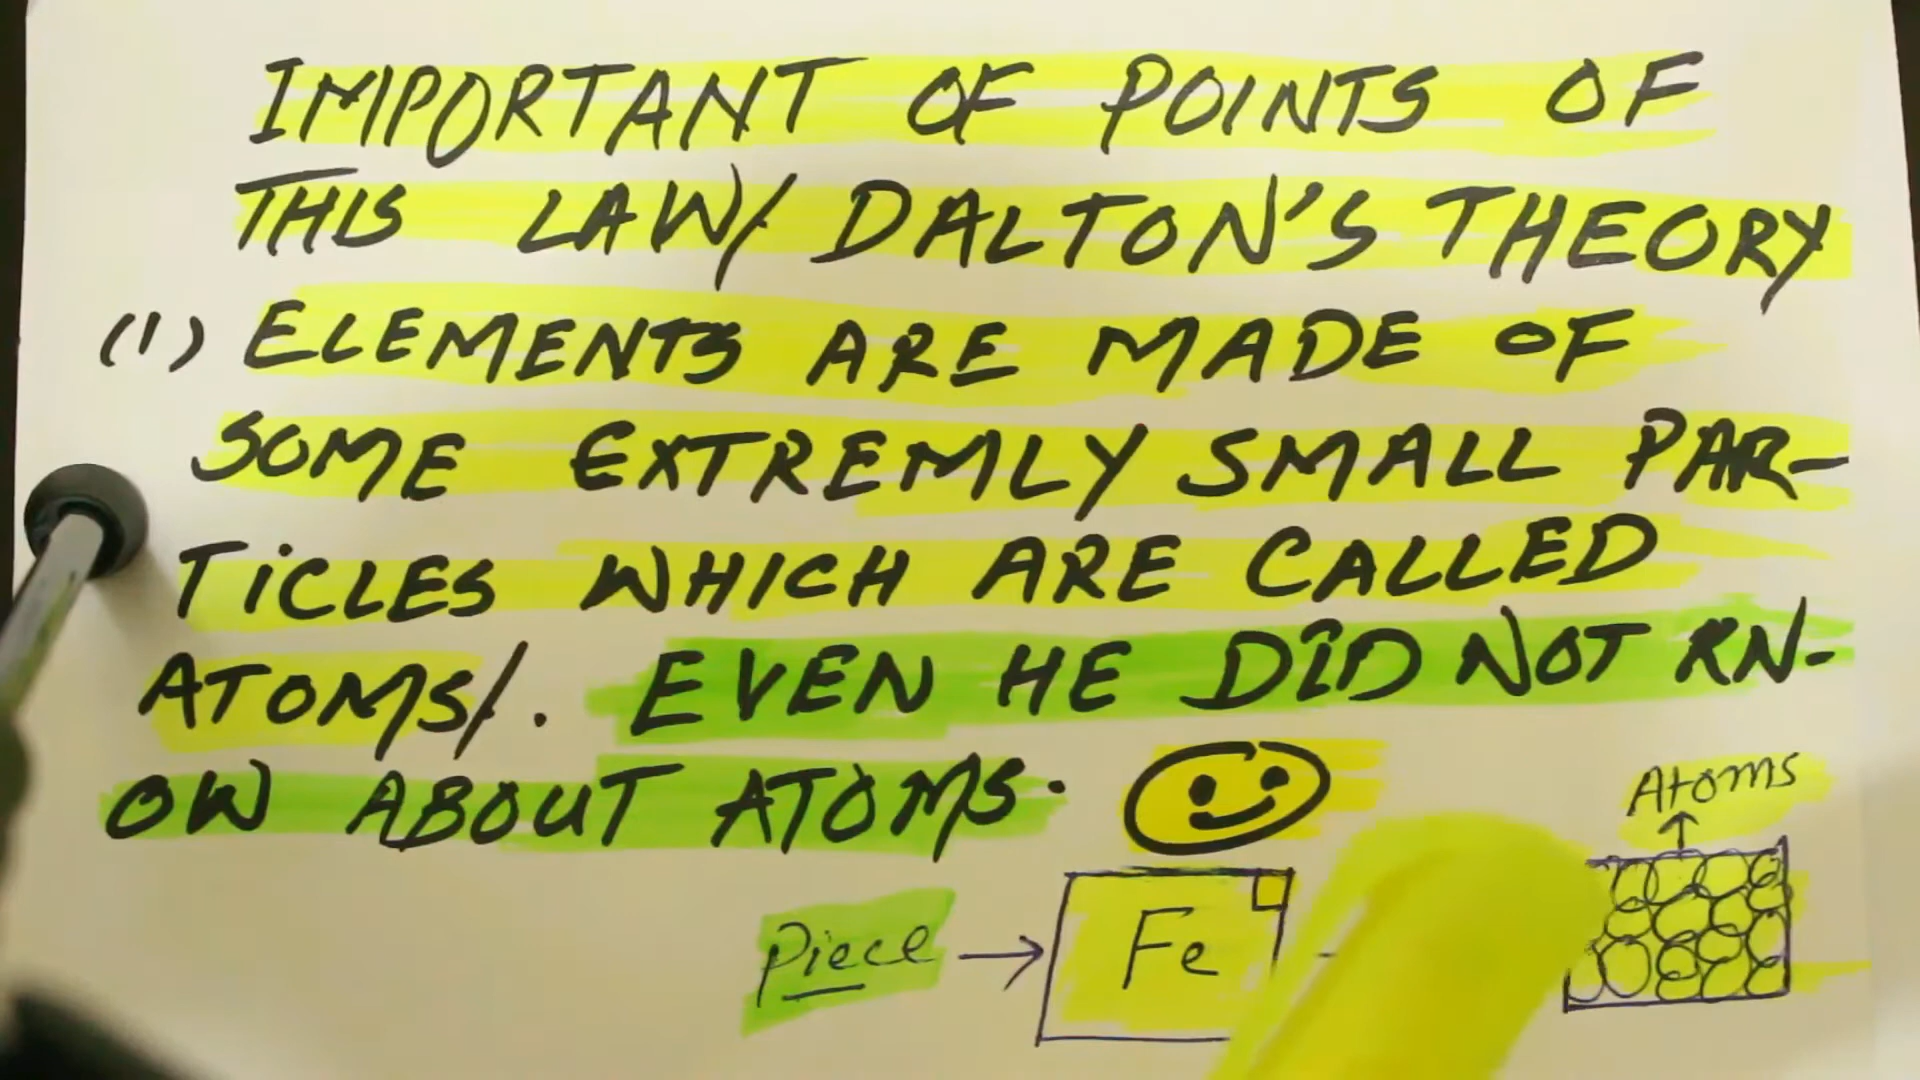 IMPORTANT OF POINTS OF
THIS LAW/ DALTON'S THEORY
(1) ELEMENTS ARE MADE OF
SOME EXTREMLY SMALL PAR-
TiCLES WHICH ARE CALLED
ATOMS/. EVEN HE DID NOT KN-
OW ABOUT ATOMS.
Atoms
Piece → Fe